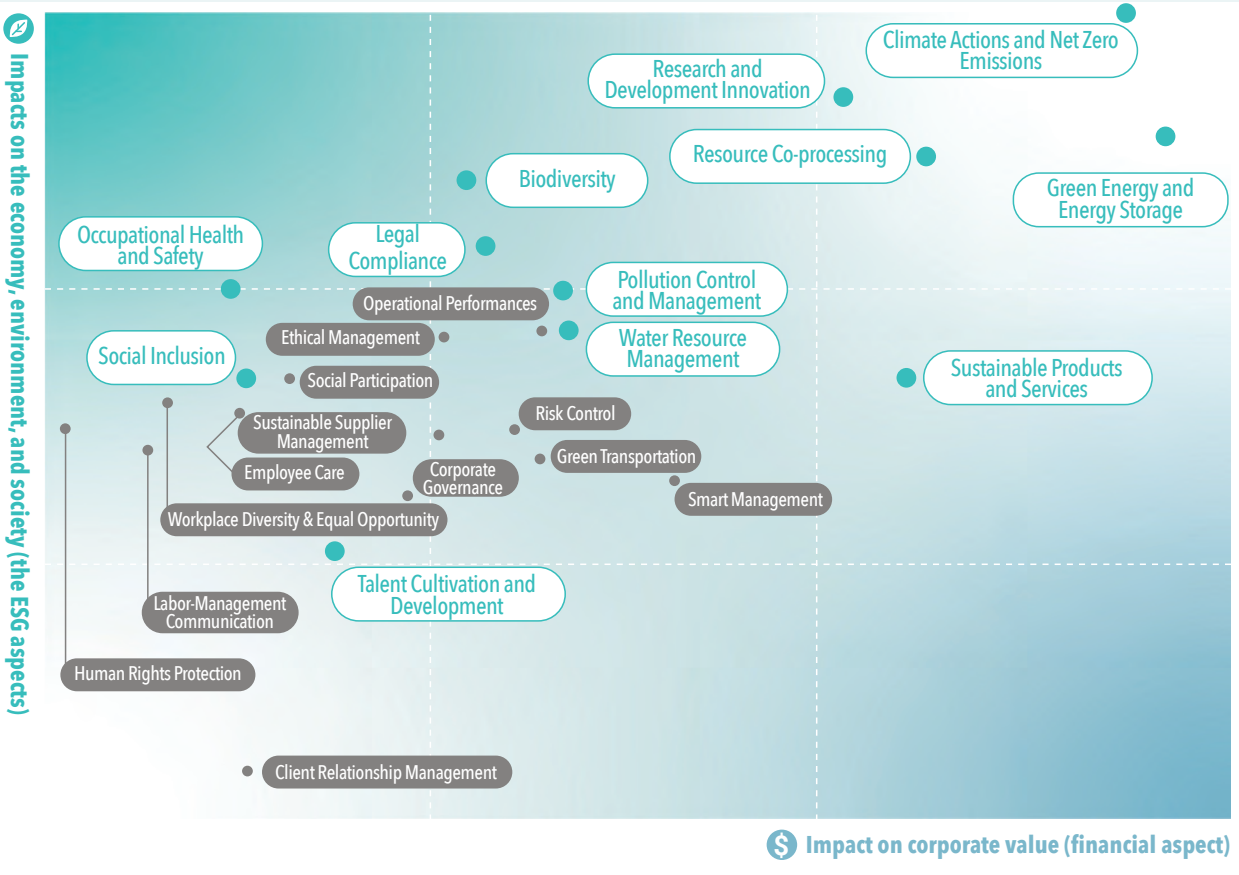 Impacts on the economy, environment, and society (the ESG aspects)
Climate Actions and Net Zero
Emissions
Research and
Development Innovation
Resource Co-processing
Biodiversity
Green Energy and
Energy Storage
Occupational Health
and Safety
Legal
Compliance
Pollution Control
and Management
Operational Performances
Ethical Management
Water Resource
Management
Social Inclusion
Social Participation
Sustainable Products
and Services
Risk Control
Sustainable Supplier
Management
Green Transportation
Employee Care
Corporate
Governance
Smart Management
Workplace Diversity & Equal Opportunity
Talent Cultivation and
Development
Labor-Management
Communication
Human Rights Protection
Client Relationship Management
$
Impact on corporate value (financial aspect)